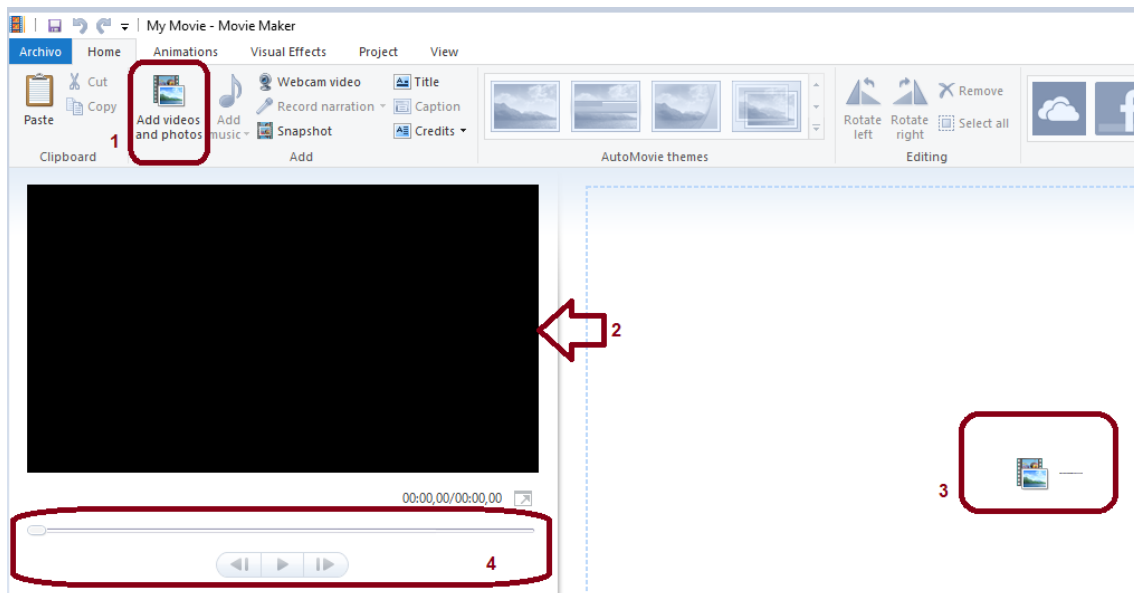 My Movie - Movie Maker
Archivo Home Animations Visual Effects Project View
Paste
Cut
Copy
Clipboard
1
Add videos
and photos
Add
music
Webcam video
Record narration
Snapshot
Title
Caption
Credits
Add
AutoMovie themes
Rotate
left
Rotate
right
Remove
Select all
Editing
2
3
00:00,00/00:00,00
4